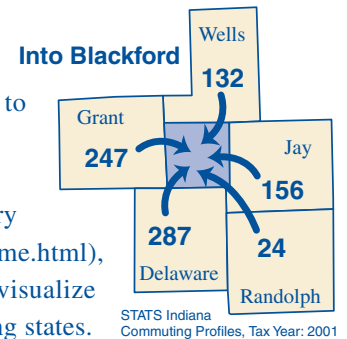 Into Blackford
Wells
132
to
Grant
247
Jay
156
ry
me.html),
visualize
ng states.
287
Delaware
24
Randolph
STATS Indiana
Commuting Profiles, Tax Year: 2001